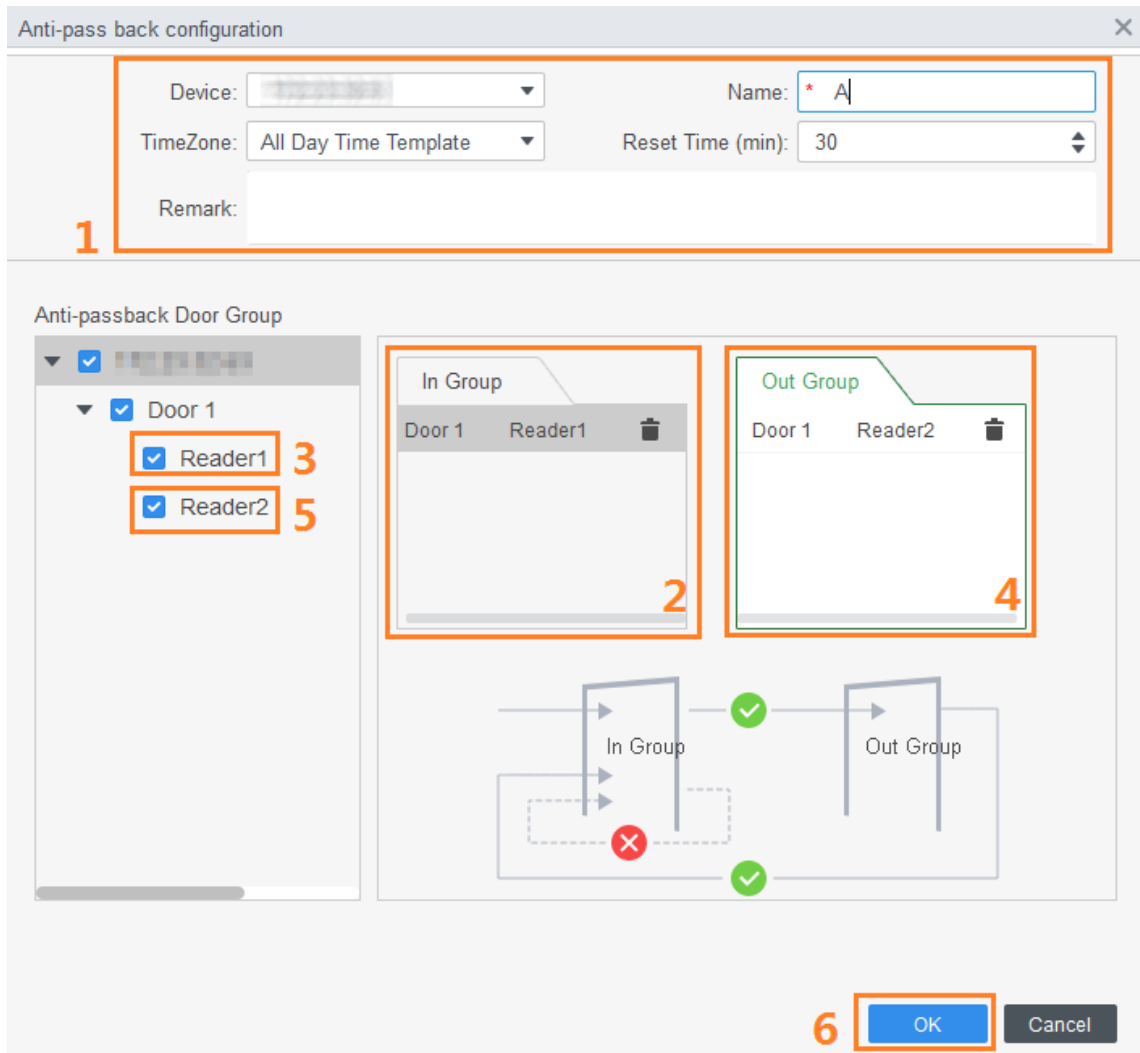 Anti-pass back configuration
Device:
Name: * A
TimeZone: All Day Time Template
Reset Time (min): 30
Remark:
1
Anti-passback Door Group
Door 1
Reader1
3
Reader2
5
In Group
Door 1 Reader1
2
Out Group
Door 1 Reader2
4
In Group
Out Group
6
OK
Cancel